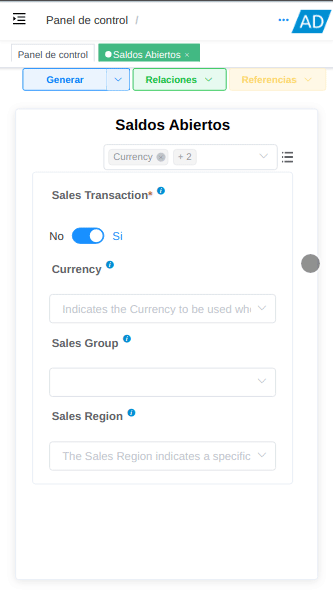 Panel de control /
AD
Panel de control
Saldos Abiertos ×
Generar
Relaciones
Referencias
Saldos Abiertos
Currency
+ 2
Sales Transaction*
No
Si
Currency
Indicates the Currency to be used whe
Sales Group
Sales Region
The Sales Region indicates a specific